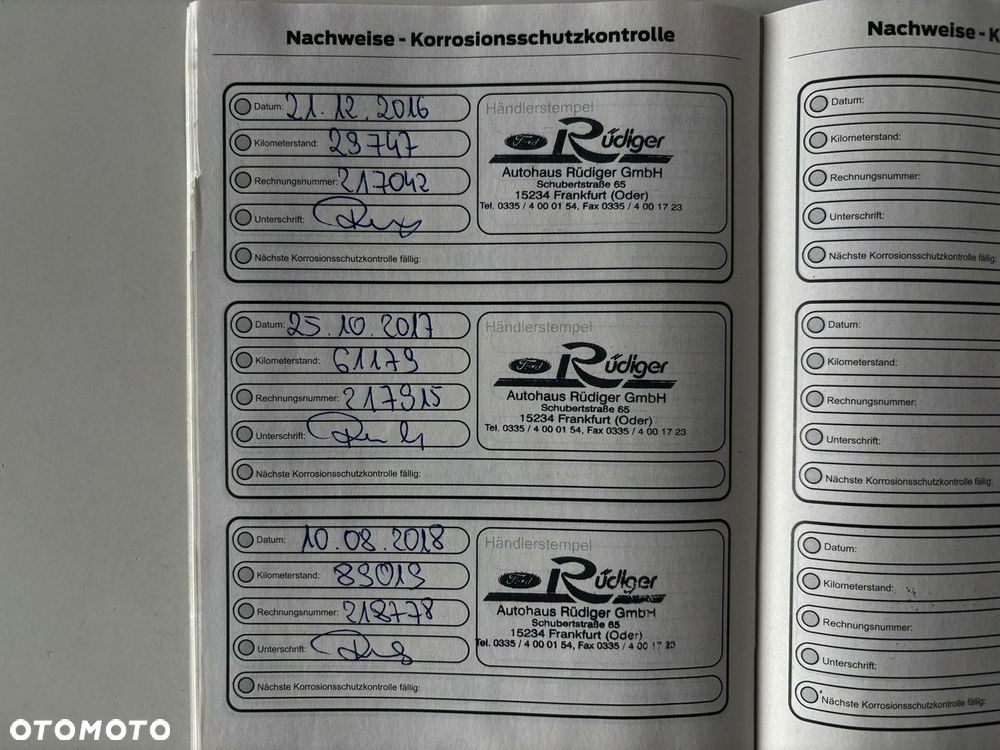 Nachweise - Korrosionsschutzkontrolle
Datum: 21.12.2016
Kilometerstand: 29747
Rechnungsnummer: 217042
Unterschrift:
Nächste Korrosionsschutzkontrolle fällig:
Händlerstempel
Ford Rüdiger
Autohaus Rüdiger GmbH
Schubertstraße 65
15234 Frankfurt (Oder)
Tel. 0335 / 4 00 01 54, Fax 0335 / 4 00 17 23
Datum: 25.10.2017
Kilometerstand: 61179
Rechnungsnummer: 217915
Unterschrift:
Nächste Korrosionsschutzkontrolle fällig:
Händlerstempel
Ford Rüdiger
Autohaus Rüdiger GmbH
Schubertstraße 65
15234 Frankfurt (Oder)
Tel. 0335 / 4 00 01 54, Fax 0335 / 4 00 17 23
Datum: 10.08.2018
Kilometerstand: 89019
Rechnungsnummer: 218778
Unterschrift:
Nächste Korrosionsschutzkontrolle fällig:
Händlerstempel
Ford Rüdiger
Autohaus Rüdiger GmbH
Schubertstraße 65
15234 Frankfurt (Oder)
Tel. 0335 / 4 00 01 54, Fax 0335 / 4 00 17 23
Nachweise - K
Datum:
Kilometerstand:
Rechnungsnummer:
Unterschrift:
Nächste Korrosionsschutzkontrolle fällig:
Datum:
Kilometerstand:
Rechnungsnummer:
Unterschrift:
Nächste Korrosionsschutzkontrolle fällig:
Datum:
Kilometerstand:
Rechnungsnummer:
Unterschrift:
Nächste Korrosionsschutzkontrolle fällig:
OTOMOTO